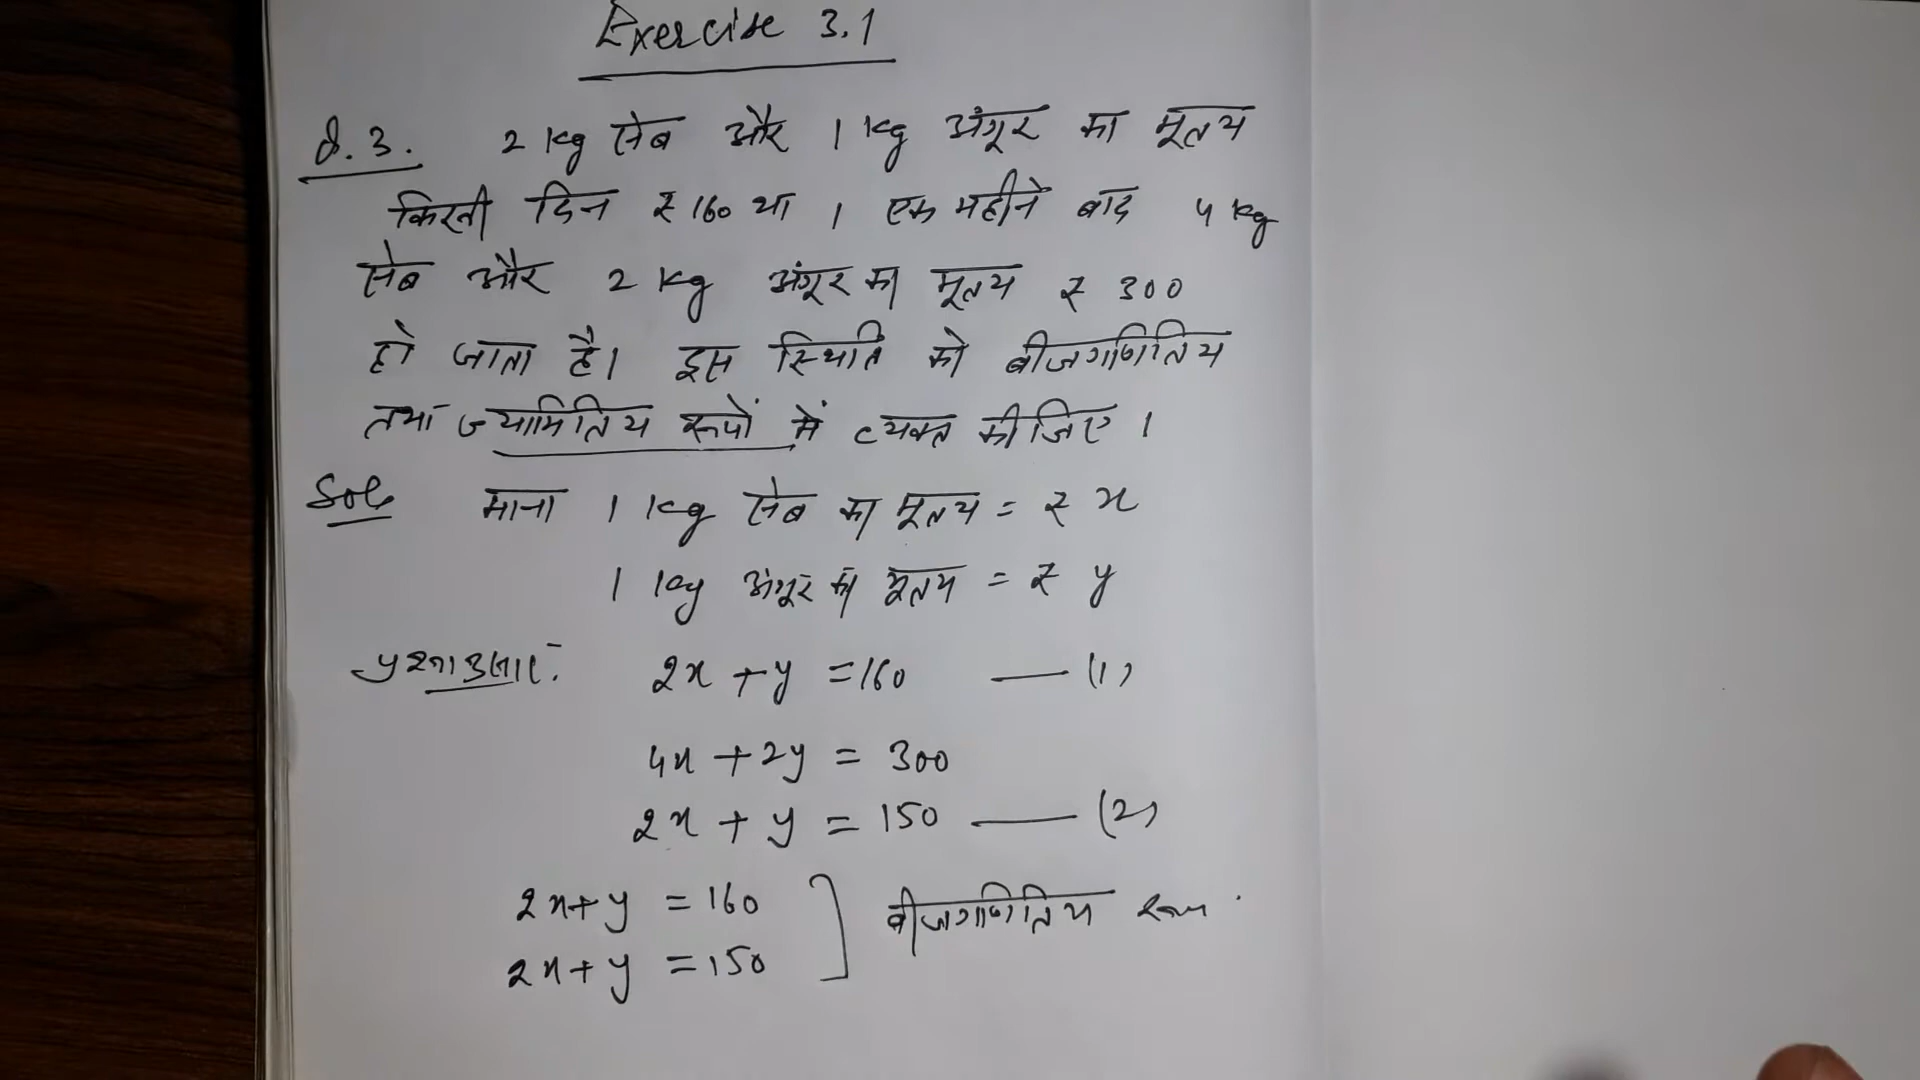 Exercise 3.1
Q.3. 2 kg सेब और 1 kg अंगूर का मूल्य
किसी दिन ₹ 160 था । एक महीने बाद 4 kg
सेब और 2 kg अंगूर का मूल्य ₹ 300
हो जाता है। इस स्थिति को बीजगणितिय
तथा ज्यामितिय रूपों में व्यक्त कीजिए ।
Sol. माना 1 kg सेब का मूल्य = ₹ x
1 kg अंगूर का मूल्य = ₹ y
प्रश्नानुसार: 2x + y = 160 — (1)
4x + 2y = 300
2x + y = 150 — (2)
2x + y = 160 ] बीजगणितिय रूप
2x + y = 150